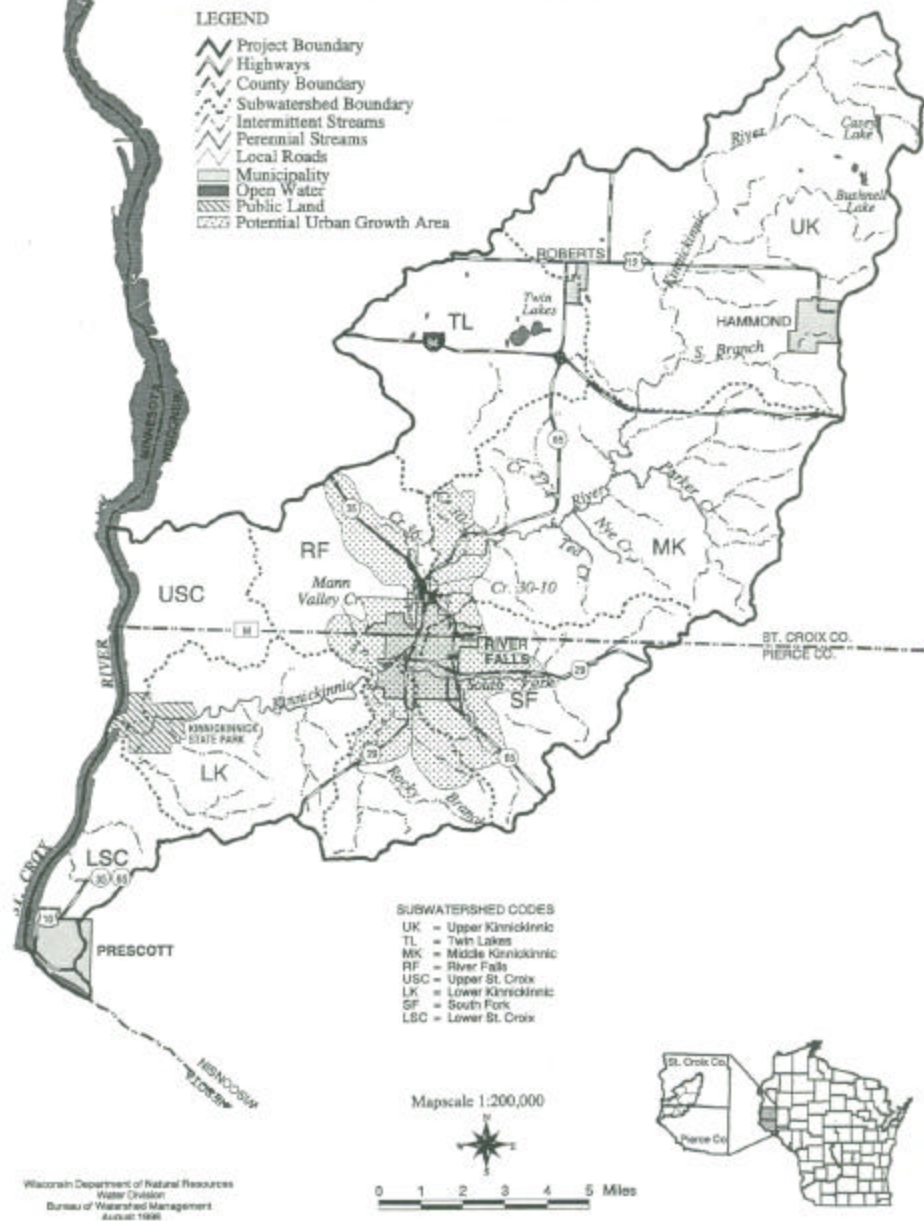 LEGEND
Project Boundary
Highways
County Boundary
Subwatershed Boundary
Intermittent Streams
Perennial Streams
Local Roads
Municipality
Open Water
Public Land
Potential Urban Growth Area
River
Casey
Lake
Bushnell
Lake
UK
Kinnickinnic
ROBERTS
12
Twin
Lakes
TL
HAMMOND
S. Branch
94
MINNESOTA
WISCONSIN
65
Parker Cr.
River
Nye Cr.
Ted Cr.
MK
35
RF
USC
Mann
Valley Cr.
Cr. 30-10
M
ST. CROIX CO.
PIERCE CO.
RIVER
FALLS
RIVER
29
South Fork
SF
Kinnickinnic
KINNICKINNICK
STATE PARK
LK
29
65
Rocky
Branch
LSC
35 65
ST. CROIX
10
PRESCOTT
WISCONSIN
SUBWATERSHED CODES
UK = Upper Kinnickinnic
TL = Twin Lakes
MK = Middle Kinnickinnic
RF = River Falls
USC = Upper St. Croix
LK = Lower Kinnickinnic
SF = South Fork
LSC = Lower St. Croix
Mapscale 1:200,000
N
W E
S
0 1 2 3 4 5 Miles
St. Croix Co.
Pierce Co.
Wisconsin Department of Natural Resources
Water Division
Bureau of Watershed Management
August 1998